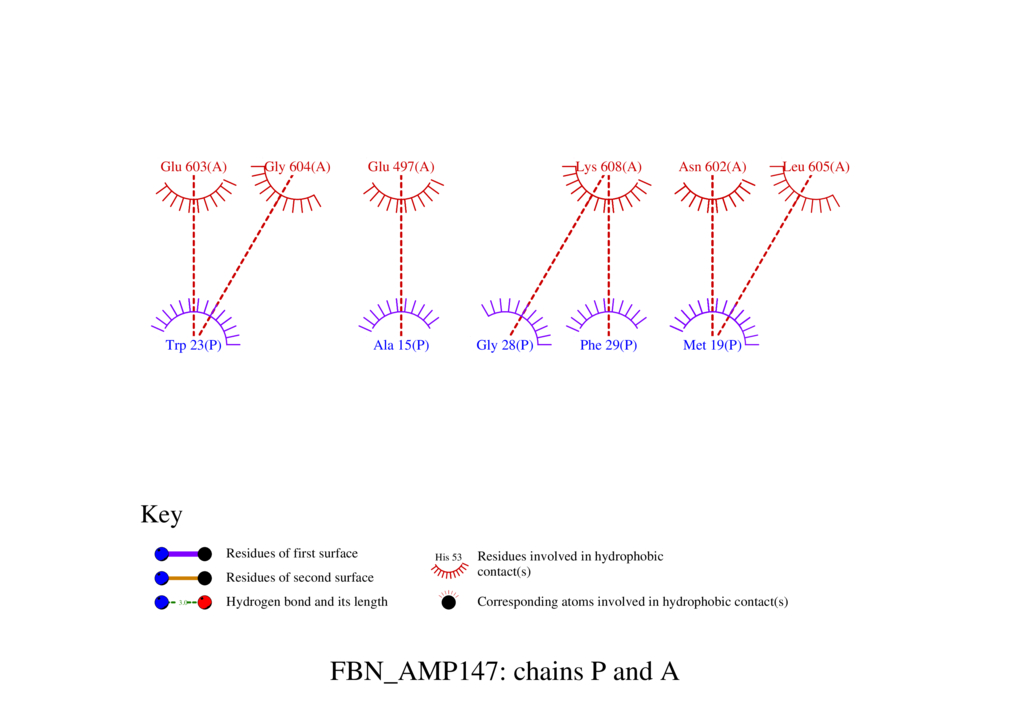 Glu 603(A) Gly 604(A) Glu 497(A) Lys 608(A) Asn 602(A) Leu 605(A)
Trp 23(P) Ala 15(P) Gly 28(P) Phe 29(P) Met 19(P)
Key
Residues of first surface
Residues of second surface
3.0
Hydrogen bond and its length
His 53
Residues involved in hydrophobic
contact(s)
Corresponding atoms involved in hydrophobic contact(s)
FBN_AMP147: chains P and A